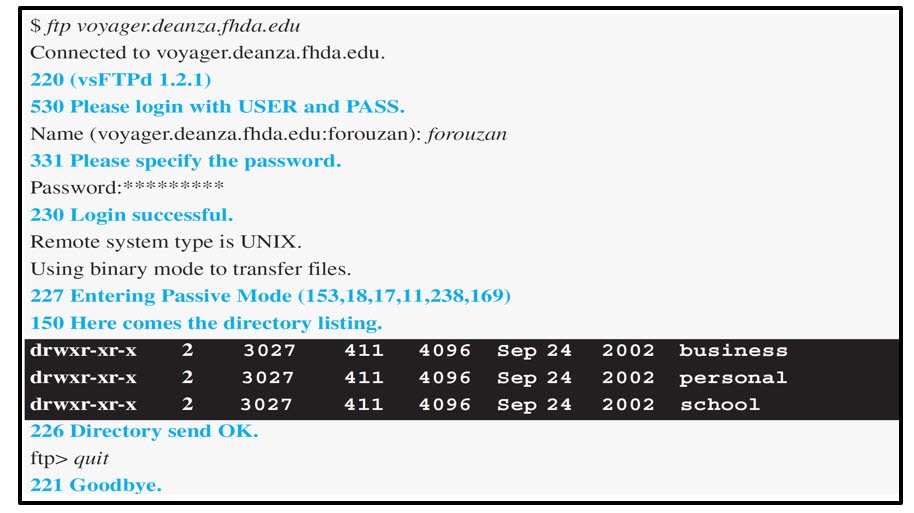 $ ftp voyager.deanza.fhda.edu
Connected to voyager.deanza.fhda.edu.
220 (vsFTPd 1.2.1)
530 Please login with USER and PASS.
Name (voyager.deanza.fhda.edu:forouzan): forouzan
331 Please specify the password.
Password:*********
230 Login successful.
Remote system type is UNIX.
Using binary mode to transfer files.
227 Entering Passive Mode (153,18,17,11,238,169)
150 Here comes the directory listing.
drwxr-xr-x 2 3027 411 4096 Sep 24 2002 business
drwxr-xr-x 2 3027 411 4096 Sep 24 2002 personal
drwxr-xr-x 2 3027 411 4096 Sep 24 2002 school
226 Directory send OK.
ftp> quit
221 Goodbye.